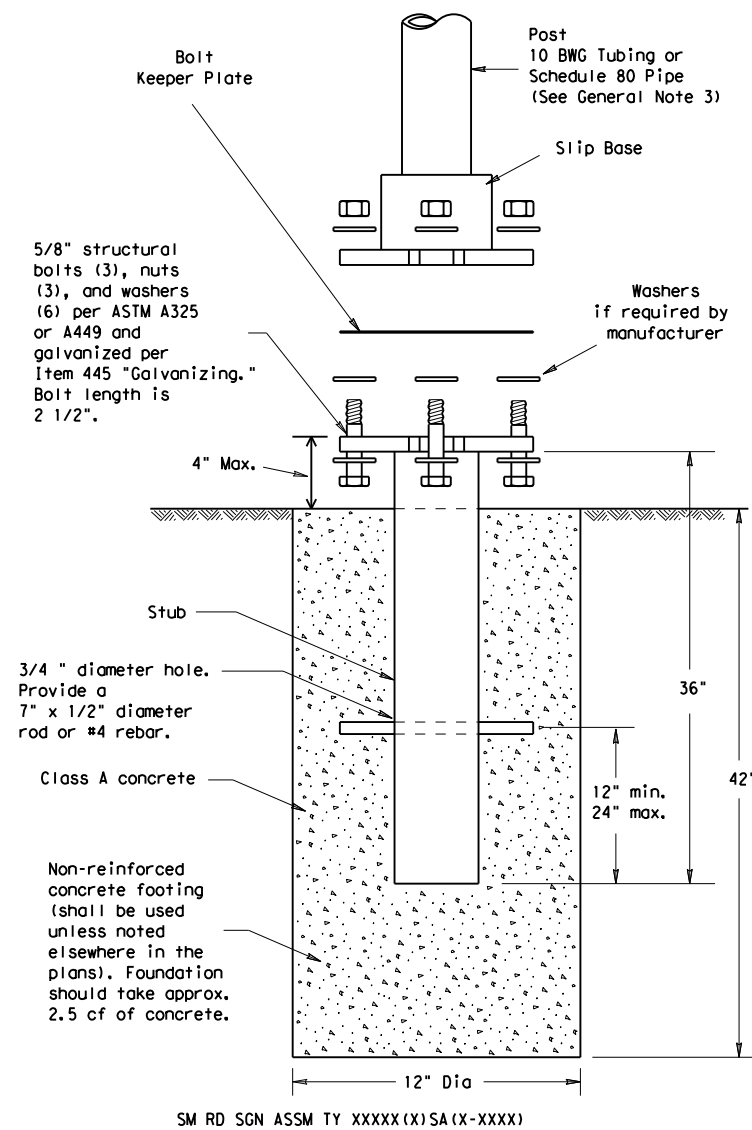 Post
10 BWG Tubing or
Schedule 80 Pipe
(See General Note 3)
Bolt
Keeper Plate
Slip Base
5/8" structural
bolts (3), nuts
(3), and washers
(6) per ASTM A325
or A449 and
galvanized per
Item 445 "Galvanizing."
Bolt length is
2 1/2".
Washers
if required by
manufacturer
4" Max.
Stub
3/4 " diameter hole.
Provide a
7" x 1/2" diameter
rod or #4 rebar.
36"
Class A concrete
12" min.
24" max.
42"
Non-reinforced
concrete footing
(shall be used
unless noted
elsewhere in the
plans). Foundation
should take approx.
2.5 cf of concrete.
12" Dia
SM RD SGN ASSM TY XXXXX(X)SA(X-XXXX)